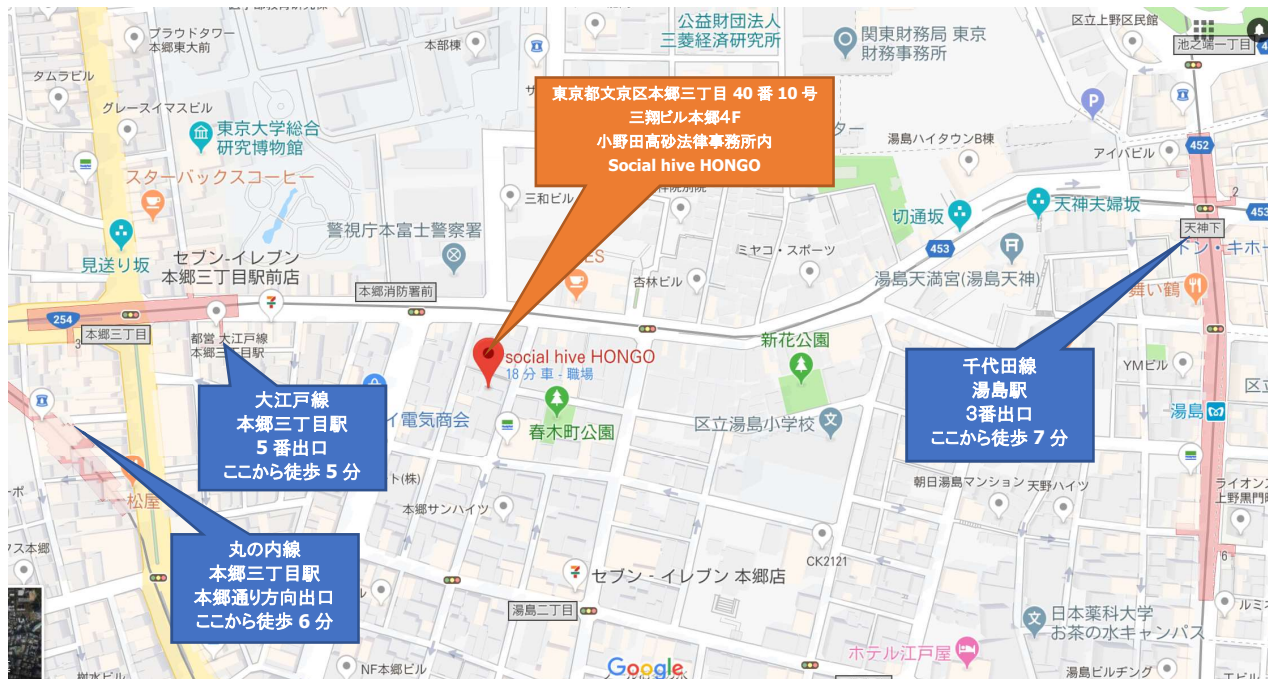 プラウドタワー
本郷東大前
本部棟
公益財団法人
三菱経済研究所
関東財務局 東京
財務事務所
区立上野区民館
池之端一丁目
タムラビル
グレースイマスビル
東京大学総合
研究博物館
スターバックスコーヒー
東京都文京区本郷三丁目 40 番 10 号
三翔ビル本郷4F
小野田高砂法律事務所内
Social hive HONGO
湯島ハイタウンB棟
アイバビル
452
2
三和ビル
警視庁本富士警察署
見送り坂
セブン-イレブン
本郷三丁目駅前店
ミヤコ・スポーツ
杏林ビル
切通坂
天神夫婦坂
453
453
天神下
湯島天満宮(湯島天神)
舞い鶴
本郷消防署前
254
本郷三丁目
3
都営 大江戸線
本郷三丁目駅
social hive HONGO
18 分 車 - 職場
新花公園
春木町公園
区立湯島小学校
YMビル
湯島
大江戸線
本郷三丁目駅
5 番出口
ここから徒歩 5 分
千代田線
湯島駅
3番出口
ここから徒歩 7 分
イ電気商会
松屋
本郷サンハイツ
朝日湯島マンション
天野ハイツ
ライオン
上野黒門町
CK2121
丸の内線
本郷三丁目駅
本郷通り方向出口
ここから徒歩 6 分
セブン - イレブン 本郷店
湯島二丁目
6
日本薬科大学
お茶の水キャンパス
ホテル江戸屋
NF本郷ビル
Google
湯島ビルヂング